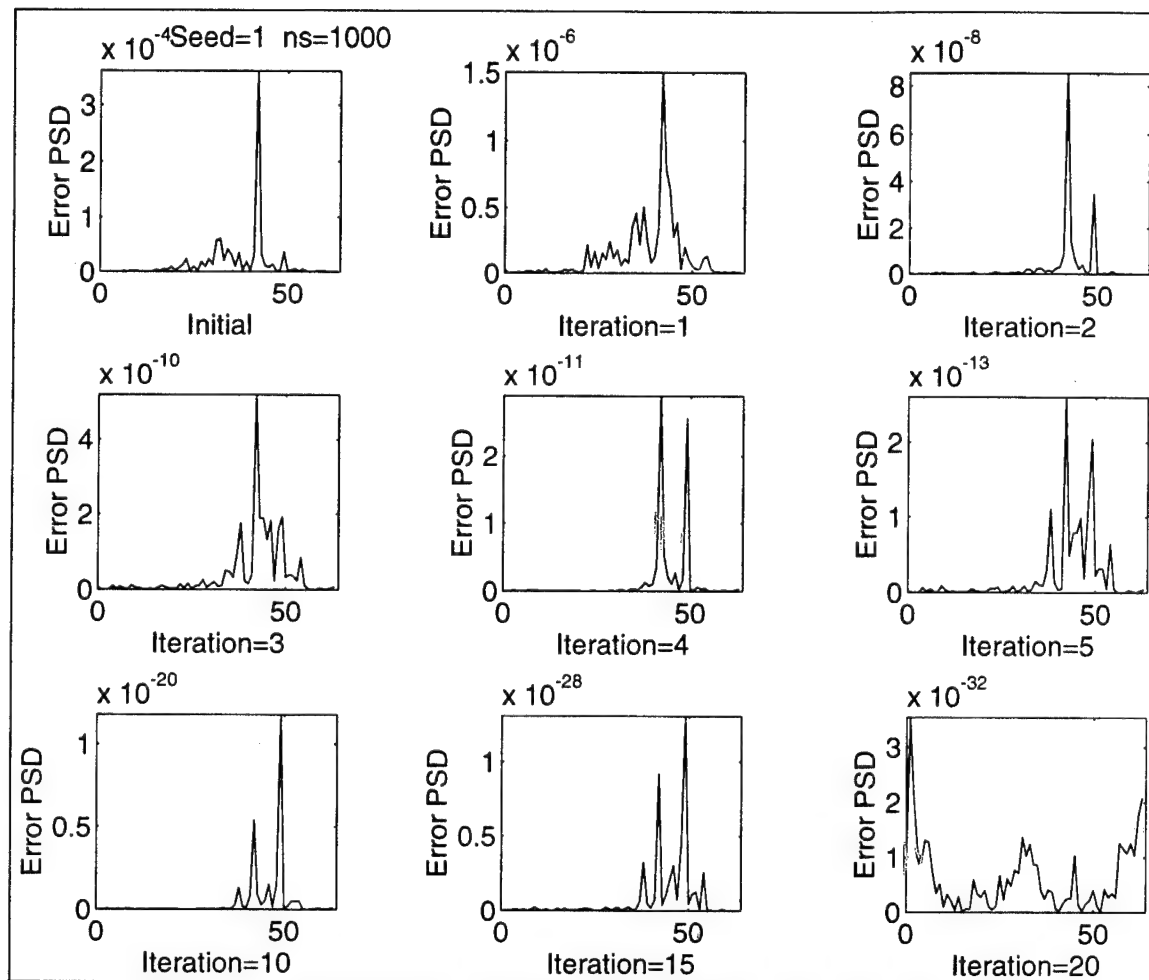 x 10^-4 Seed=1 ns=1000
3
2
1
0
Error PSD
0 50
Initial
x 10^-6
1.5
1
0.5
0
Error PSD
0 50
Iteration=1
x 10^-8
8
6
4
2
0
Error PSD
0 50
Iteration=2
x 10^-10
4
2
0
Error PSD
0 50
Iteration=3
x 10^-11
2
1
0
Error PSD
0 50
Iteration=4
x 10^-13
2
1
0
Error PSD
0 50
Iteration=5
x 10^-20
1
0.5
0
Error PSD
0 50
Iteration=10
x 10^-28
1
0.5
0
Error PSD
0 50
Iteration=15
x 10^-32
3
2
1
0
Error PSD
0 50
Iteration=20